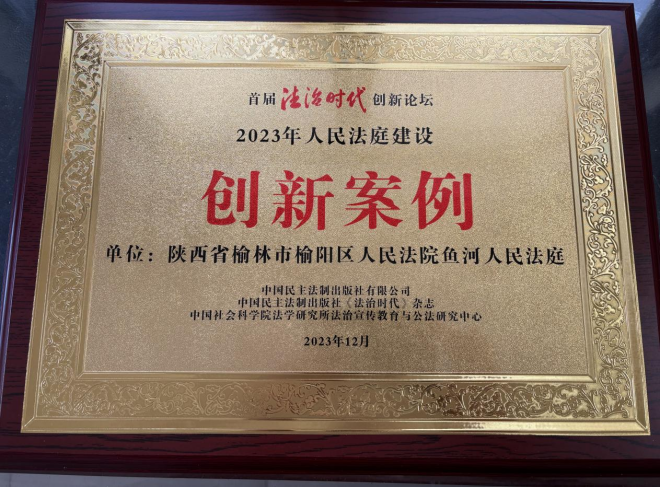 首届法治时代创新论坛
2023年人民法庭建设
创新案例
单位：陕西省榆林市榆阳区人民法院鱼河人民法庭
中国民主法制出版社有限公司
中国民主法制出版社《法治时代》杂志
中国社会科学院法学研究所法治宣传教育与公法研究中心
2023年12月